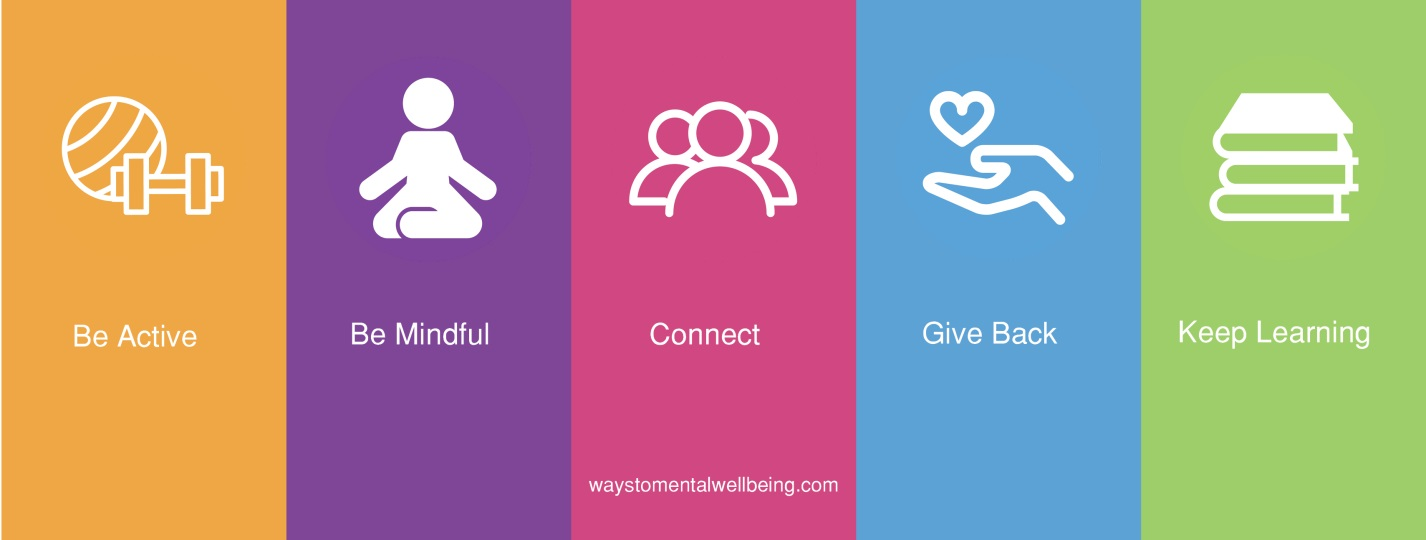 Be Active
Be Mindful
Connect
Give Back
Keep Learning
waystomentalwellbeing.com